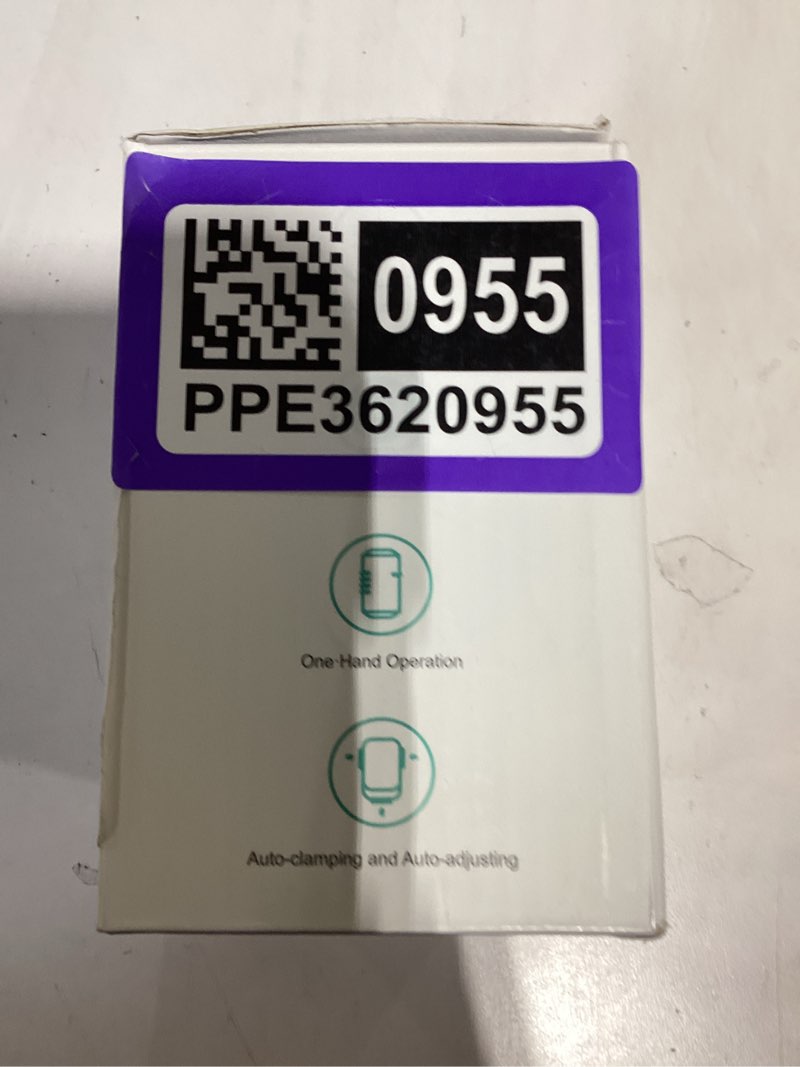 0955
PPE3620955
One-Hand Operation
Auto-clamping and Auto-adjusting